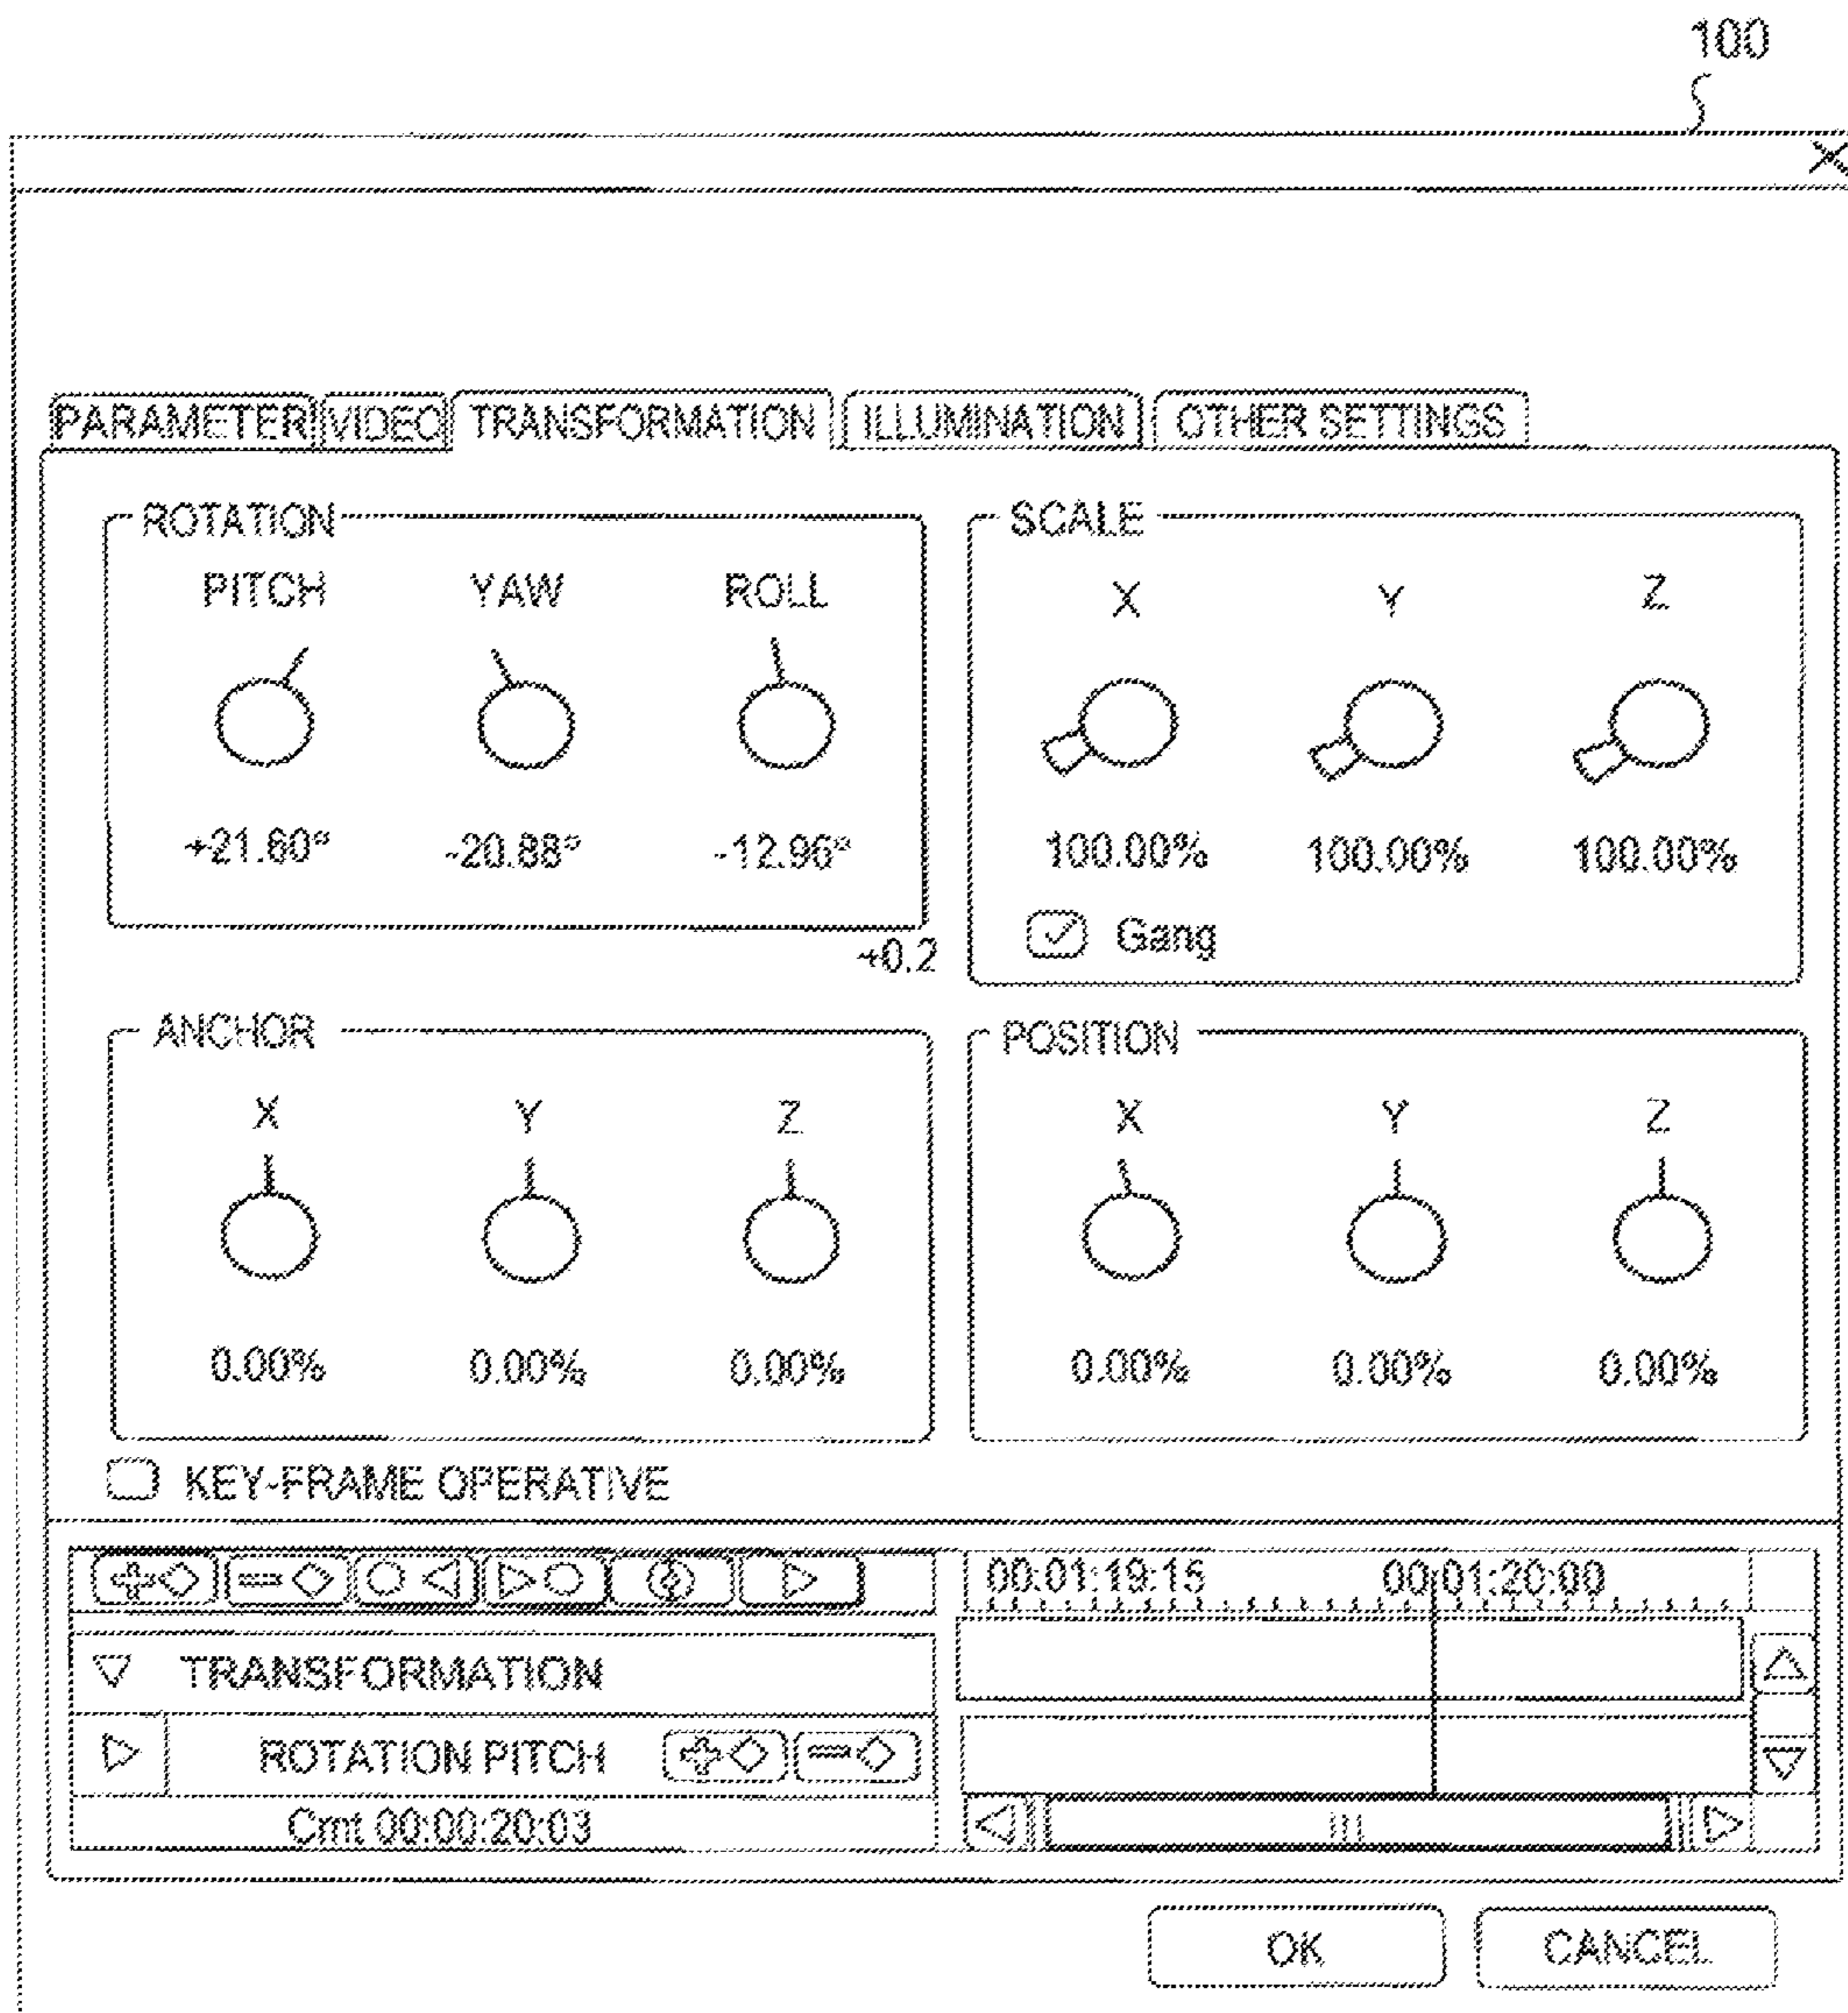 100
PARAMETER VIDEO TRANSFORMATION ILLUMINATION OTHER SETTINGS
ROTATION
PITCH YAW ROLL
+21.60° -20.88° -12.96°
+0.2
SCALE
X Y Z
100.00% 100.00% 100.00%
Gang
ANCHOR
X Y Z
0.00% 0.00% 0.00%
POSITION
X Y Z
0.00% 0.00% 0.00%
KEY-FRAME OPERATIVE
00:01:19:15 00:01:20:00
TRANSFORMATION
ROTATION PITCH
Crnt 00:00:20:03
OK CANCEL